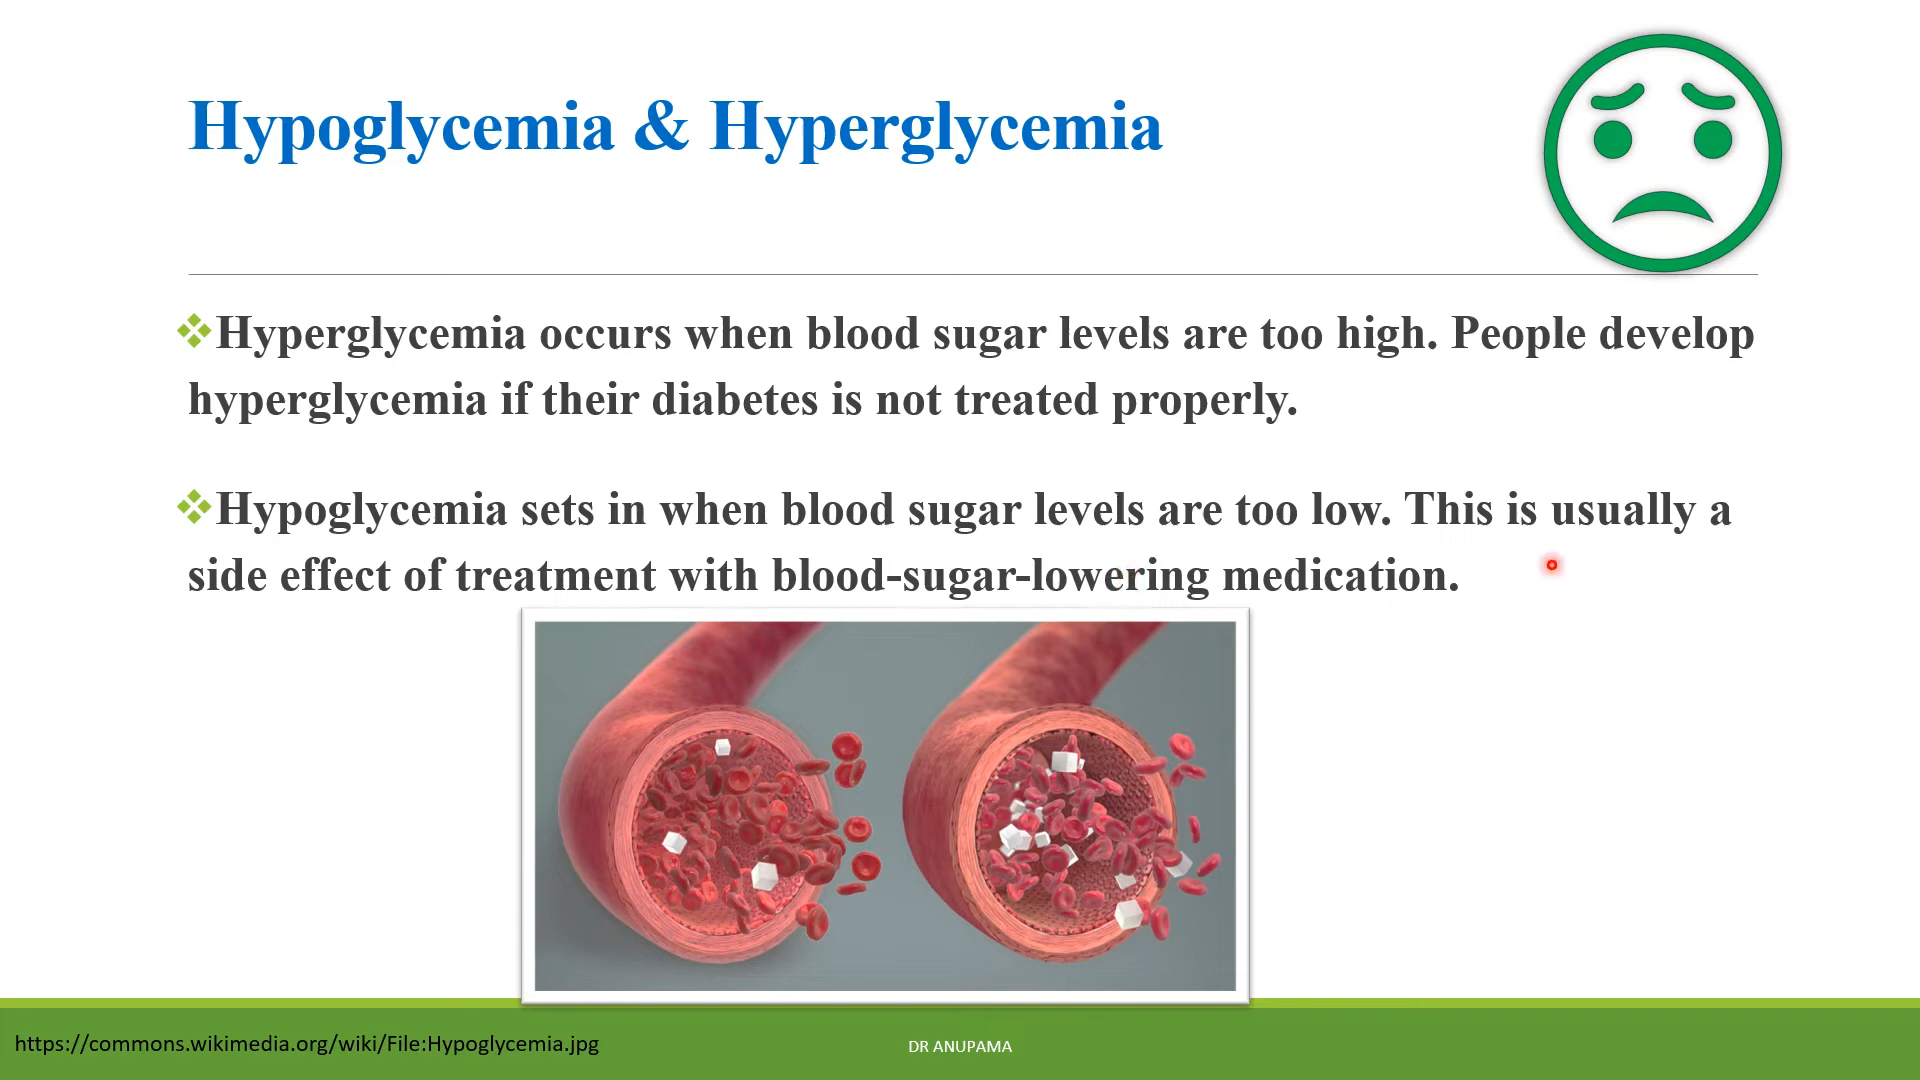 Hypoglycemia & Hyperglycemia
Hyperglycemia occurs when blood sugar levels are too high. People develop
hyperglycemia if their diabetes is not treated properly.
Hypoglycemia sets in when blood sugar levels are too low. This is usually a
side effect of treatment with blood-sugar-lowering medication.
https://commons.wikimedia.org/wiki/File:Hypoglycemia.jpg
DR ANUPAMA